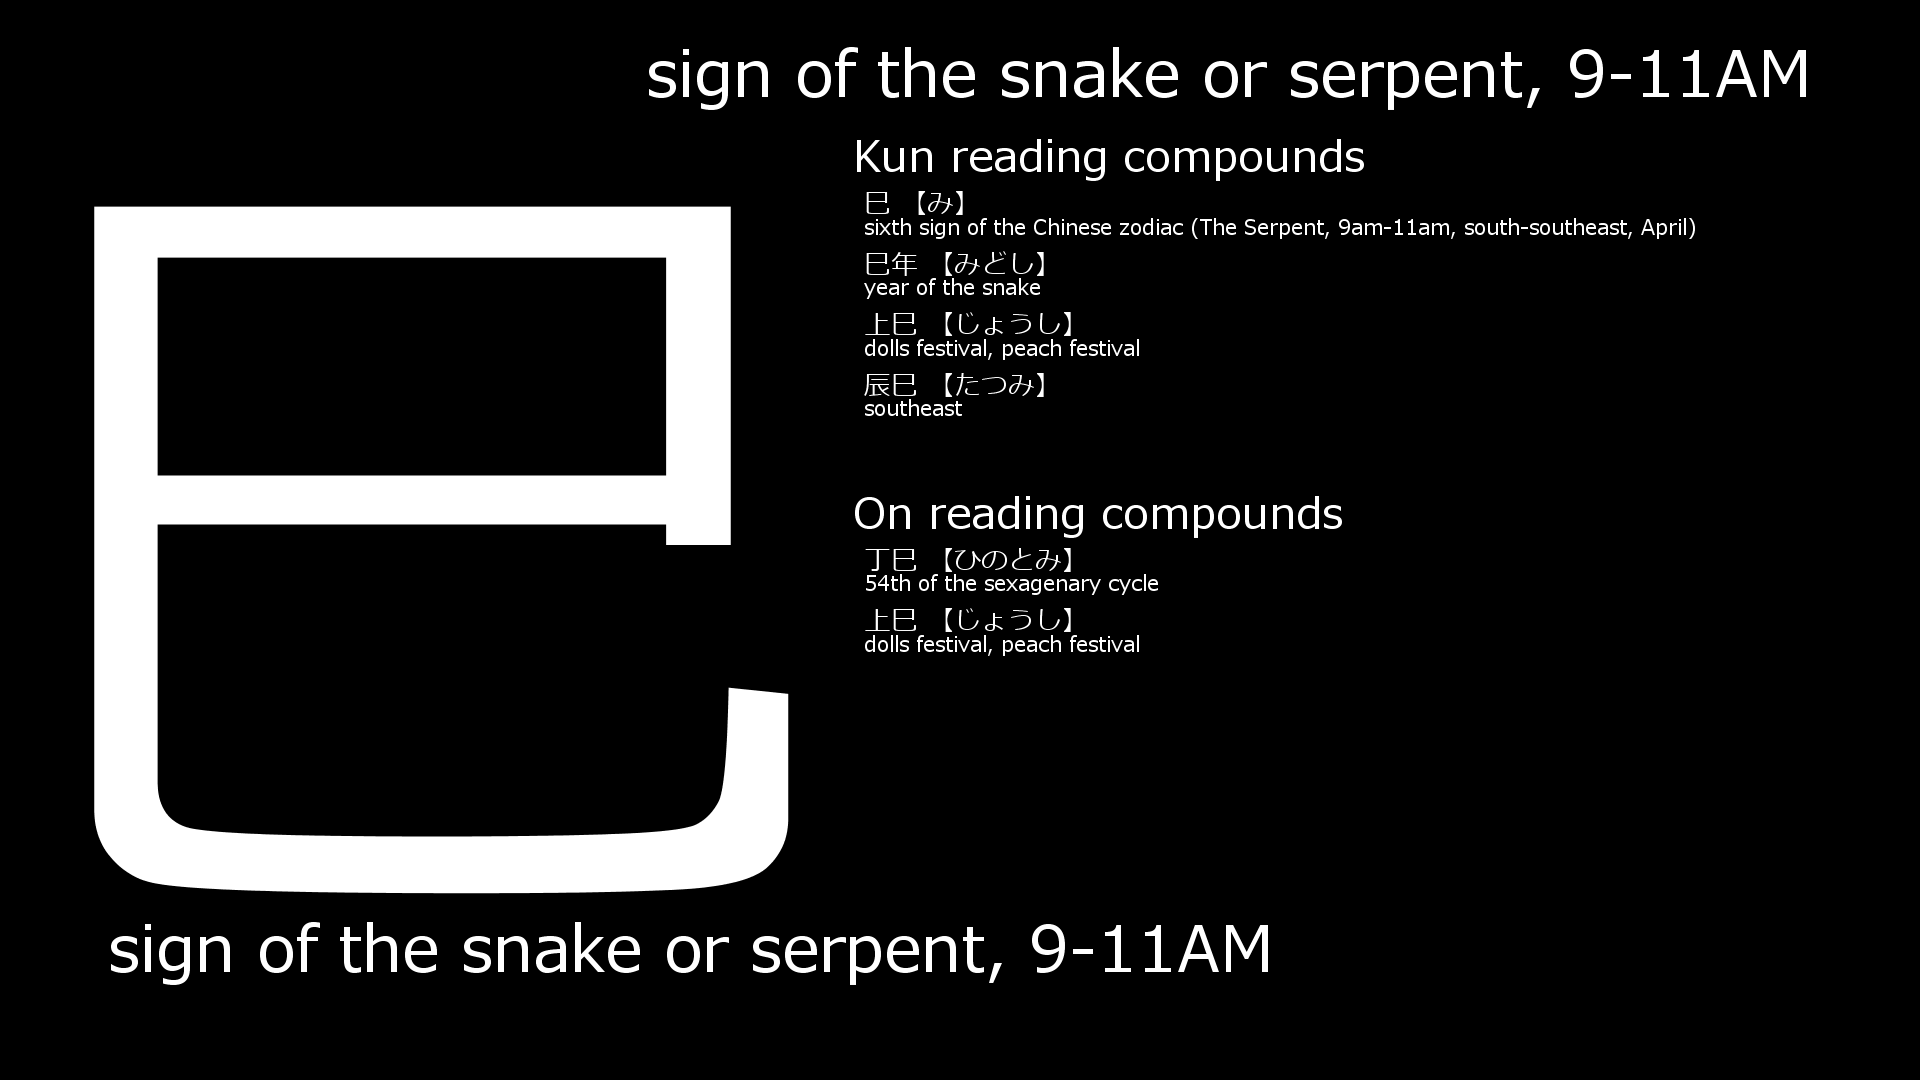 sign of the snake or serpent, 9-11AM
巳
Kun reading compounds
巳 【み】
sixth sign of the Chinese zodiac (The Serpent, 9am-11am, south-southeast, April)
巳年 【みどし】
year of the snake
上巳 【じょうし】
dolls festival, peach festival
辰巳 【たつみ】
southeast
On reading compounds
丁巳 【ひのとみ】
54th of the sexagenary cycle
上巳 【じょうし】
dolls festival, peach festival
sign of the snake or serpent, 9-11AM